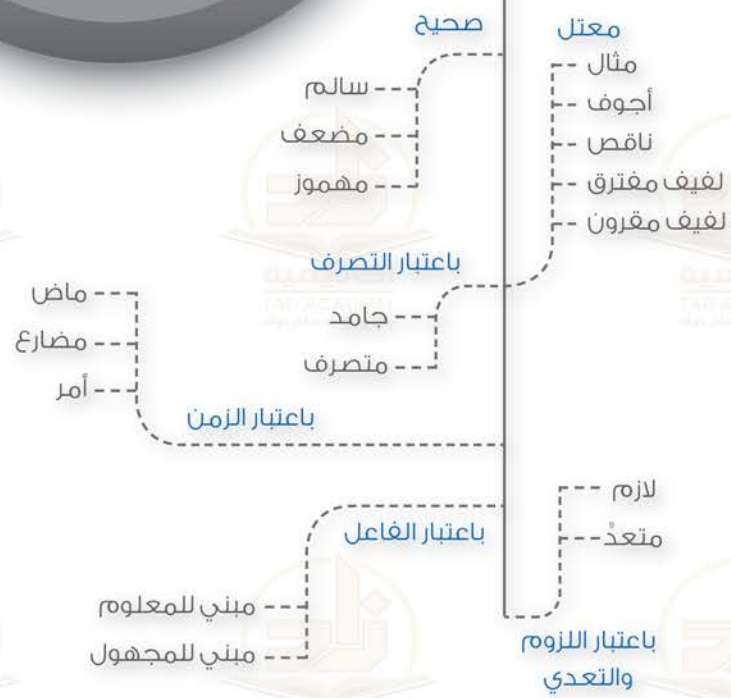 معتل
مثال
أجوف
ناقص
لفيف مفترق
لفيف مقرون
صحيح
سالم
مضعف
مهموز
باعتبار التصرف
جامد
متصرف
باعتبار الزمن
ماض
مضارع
أمر
باعتبار الفاعل
مبني للمعلوم
مبني للمجهول
باعتبار اللزوم
والتعدي
لازم
متعدْ